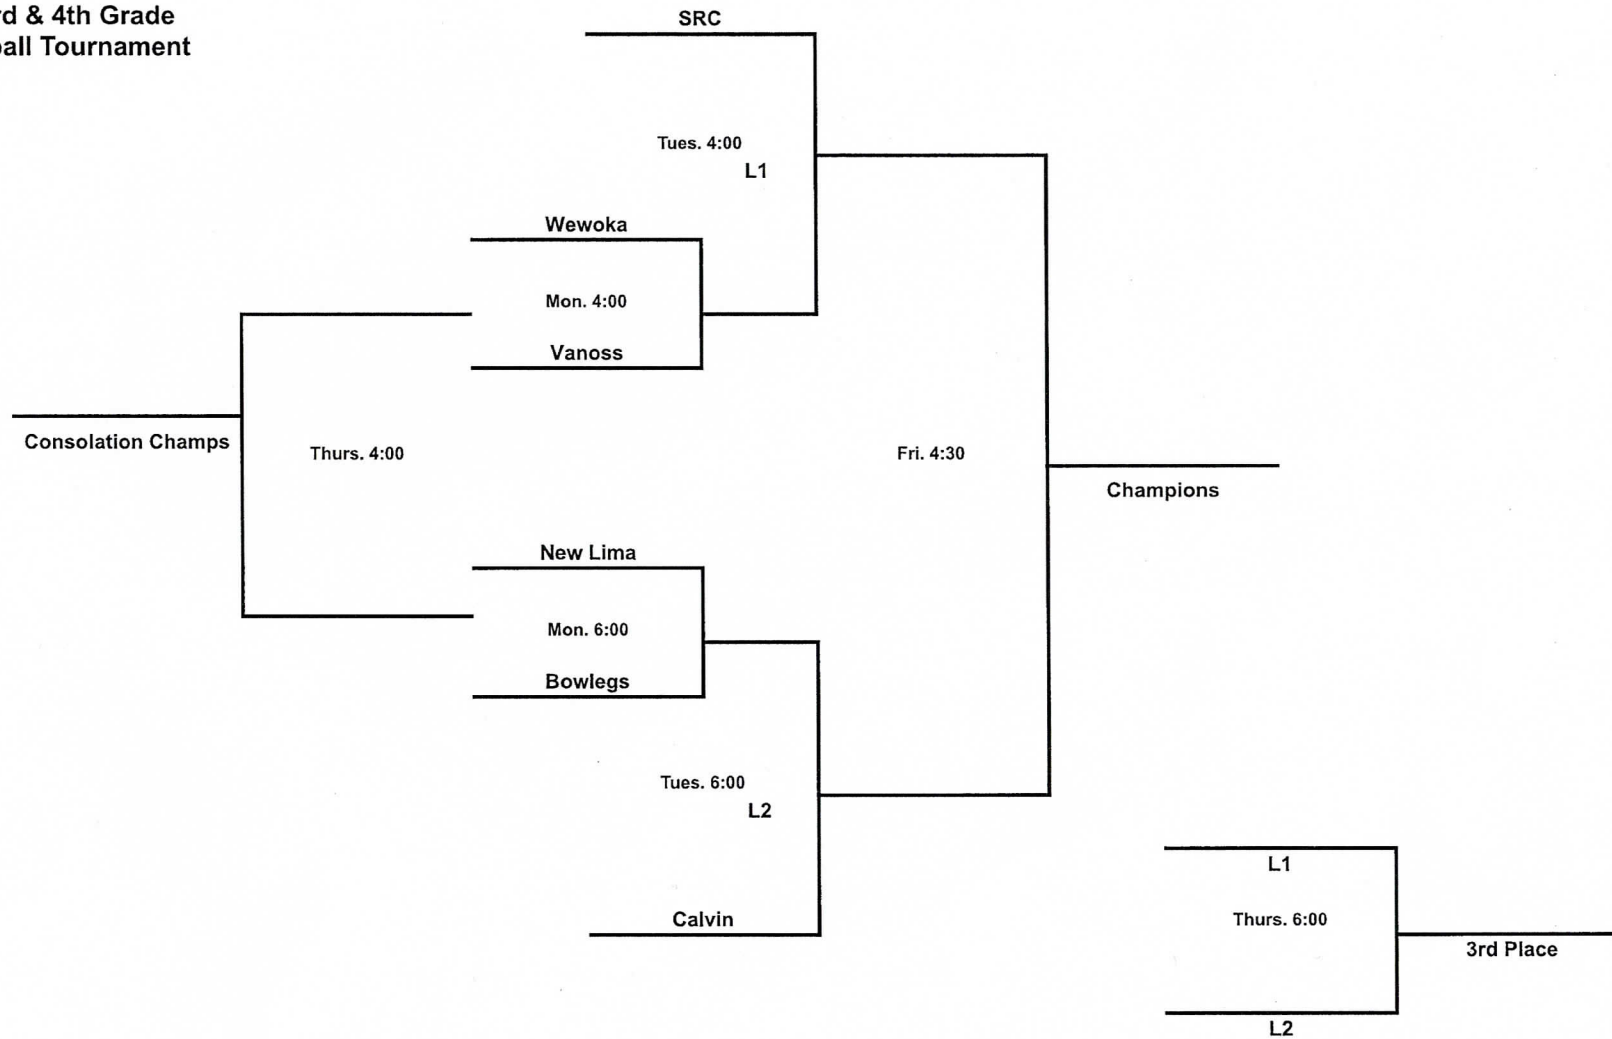 & 4th Grade
Tournament
SRC
Tues. 4:00
L1
Wewoka
Mon. 4:00
Vanoss
Consolation Champs
Thurs. 4:00
Fri. 4:30
Champions
New Lima
Mon. 6:00
Bowlegs
Tues. 6:00
L2
Calvin
L1
Thurs. 6:00
3rd Place
L2